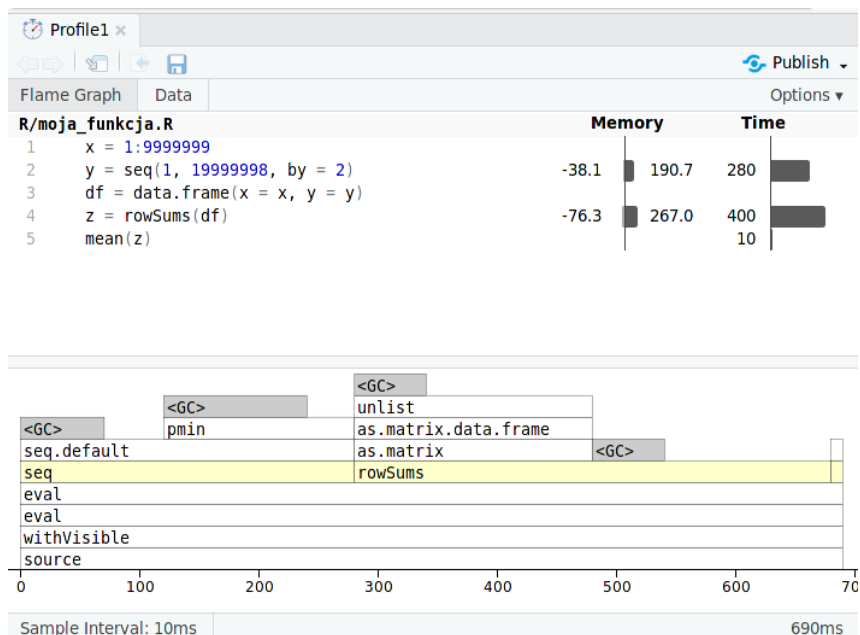 Profile1 ×
Publish
Flame Graph Data Options ▾
R/moja_funkcja.R Memory Time
1 x = 1:9999999
2 y = seq(1, 19999998, by = 2) -38.1 190.7 280
3 df = data.frame(x = x, y = y)
4 z = rowSums(df) -76.3 267.0 400
5 mean(z) 10
<GC>
<GC> unlist
<GC> pmin as.matrix.data.frame
seq.default as.matrix <GC>
seq rowSums
eval
eval
withVisible
source
0 100 200 300 400 500 600 70
Sample Interval: 10ms 690ms